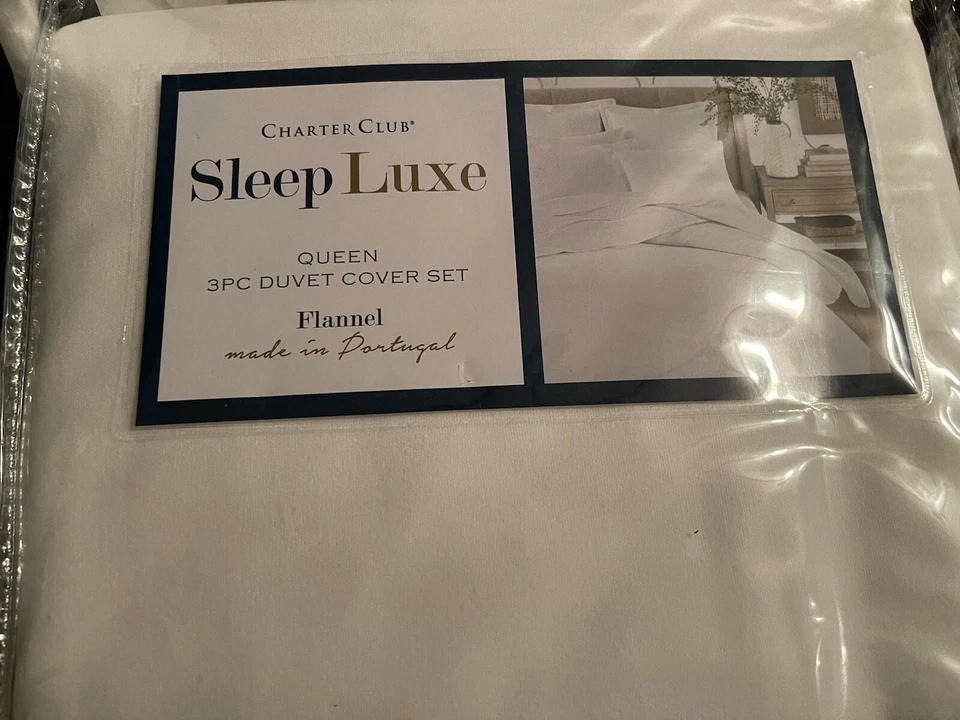 CHARTER CLUB®
Sleep Luxe
QUEEN
3PC DUVET COVER SET
Flannel
made in Portugal